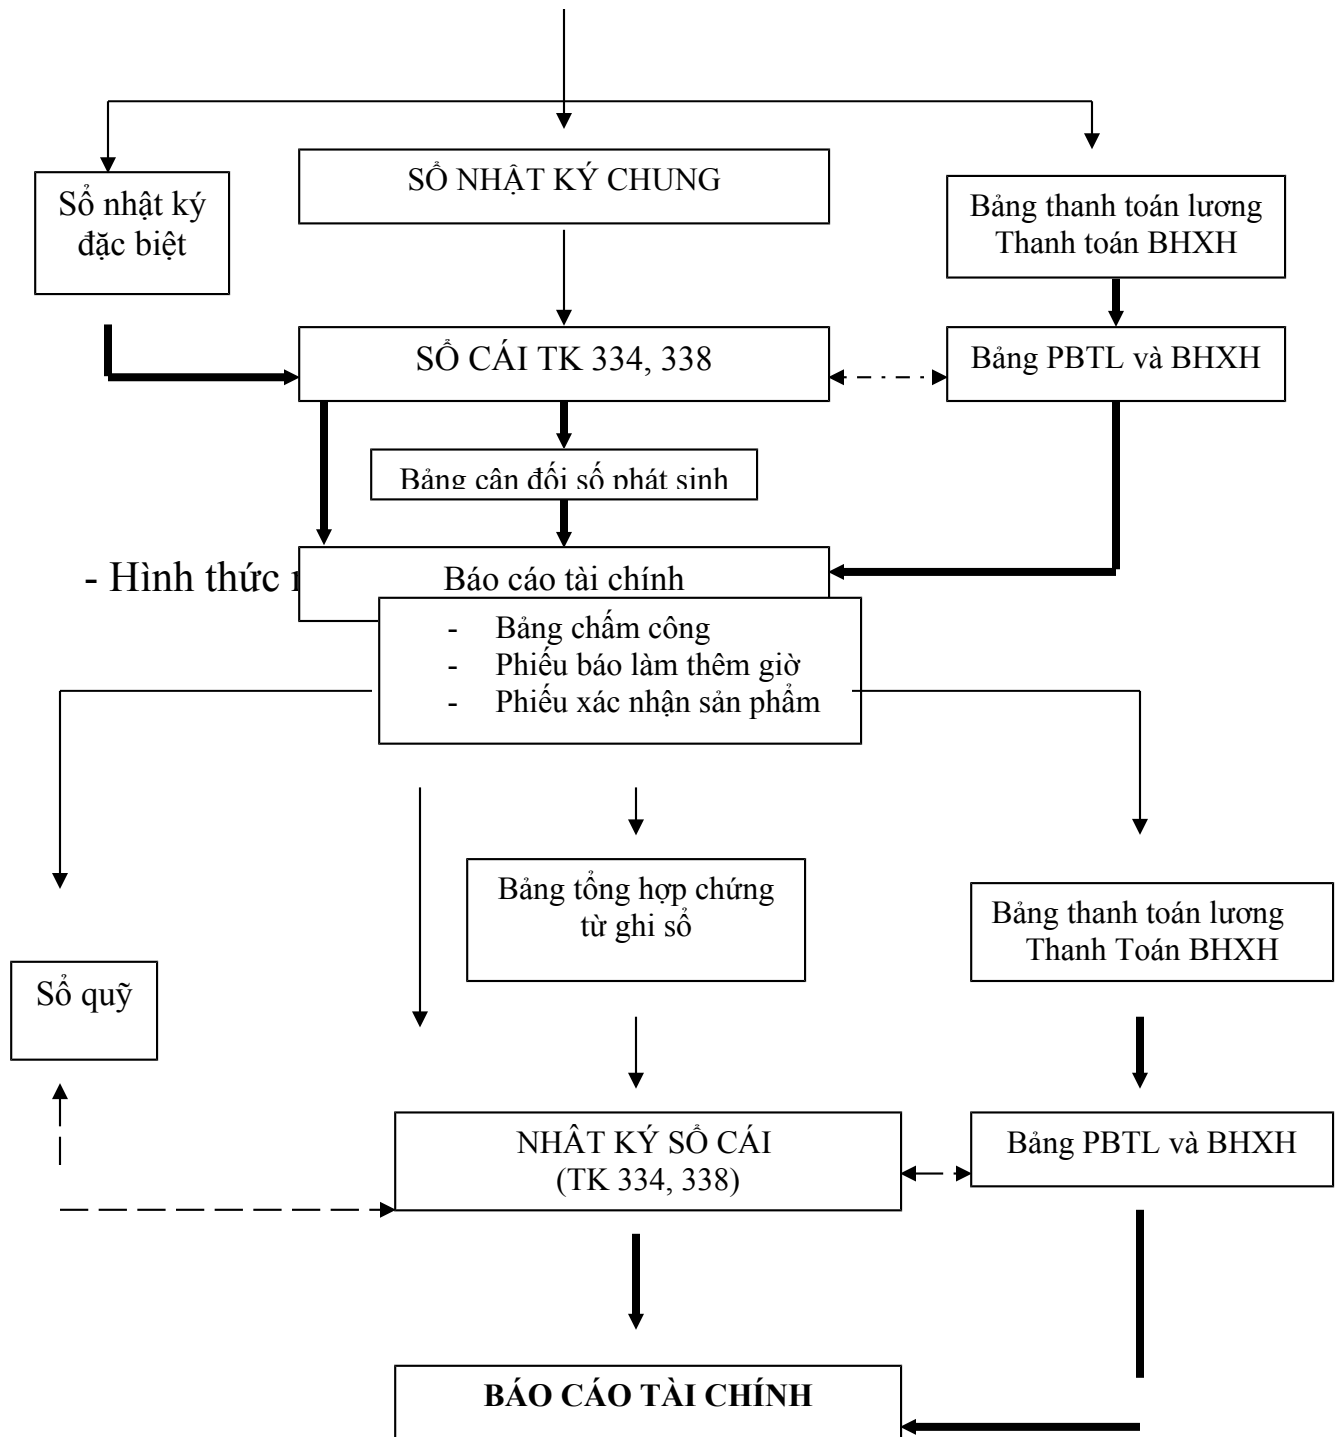 SỔ NHẬT KÝ CHUNG
Sổ nhật ký
đặc biệt
Bảng thanh toán lương
Thanh toán BHXH
SỔ CÁI TK 334, 338
Bảng PBTL và BHXH
Bảng cân đối số phát sinh
- Hình thức
Báo cáo tài chính
- Bảng chấm công
- Phiếu báo làm thêm giờ
- Phiếu xác nhận sản phẩm
Bảng tổng hợp chứng
từ ghi sổ
Bảng thanh toán lương
Thanh Toán BHXH
Sổ quỹ
NHÂT KÝ SỔ CÁI
(TK 334, 338)
Bảng PBTL và BHXH
BÁO CÁO TÀI CHÍNH